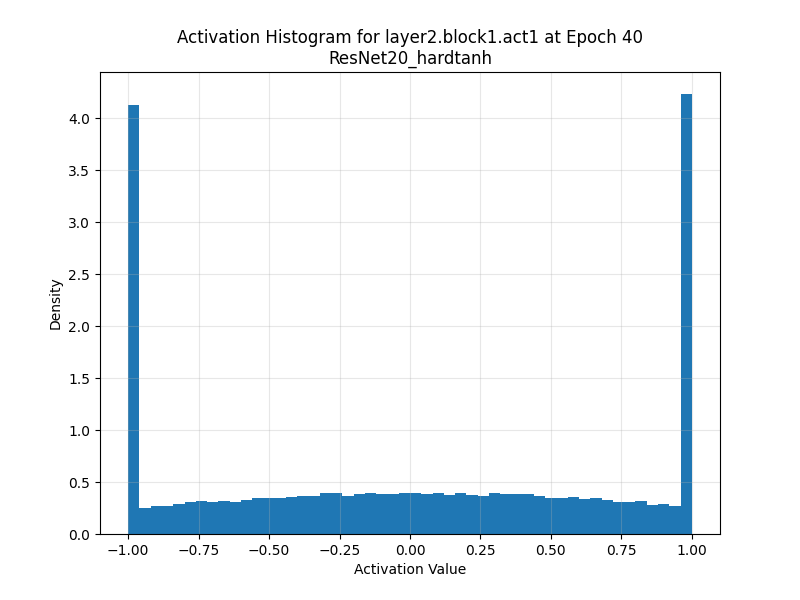 Activation Histogram for layer2.block1.act1 at Epoch 40
ResNet20_hardtanh
4.0
3.5
3.0
2.5
2.0
1.5
1.0
0.5
0.0
Density
−1.00 −0.75 −0.50 −0.25 0.00 0.25 0.50 0.75 1.00
Activation Value